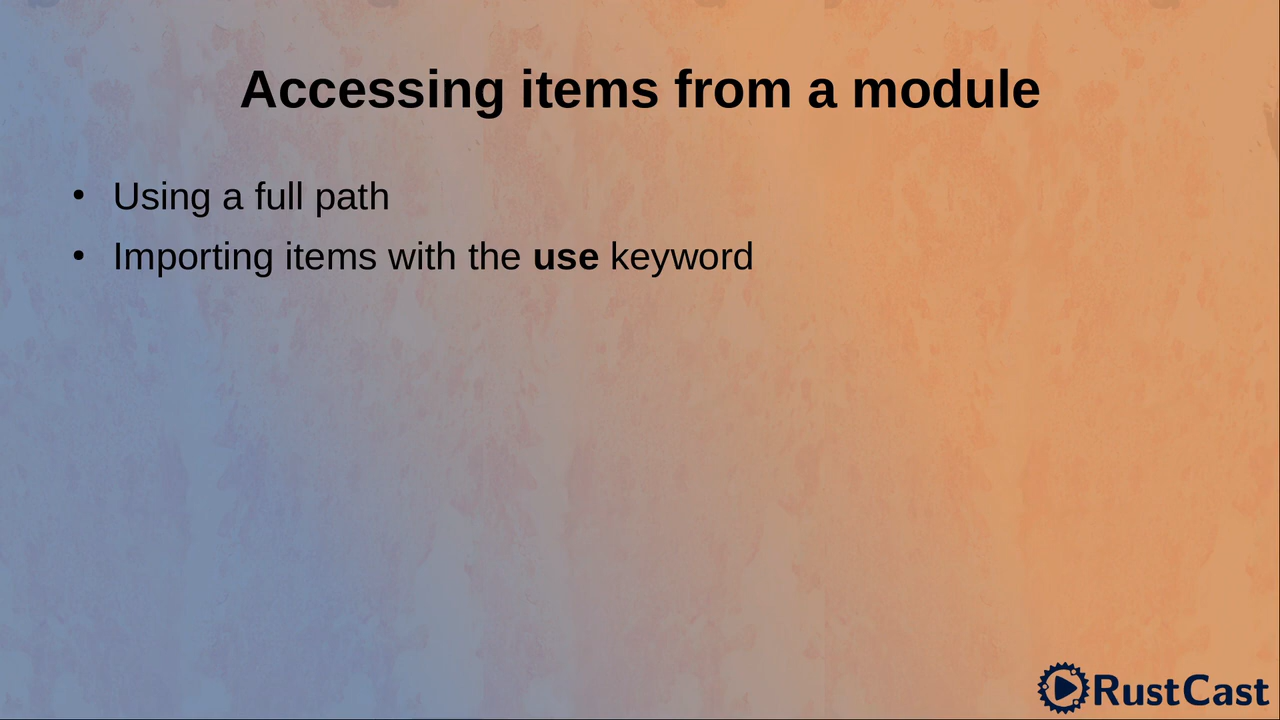 Accessing items from a module
• Using a full path
• Importing items with the use keyword
RustCast